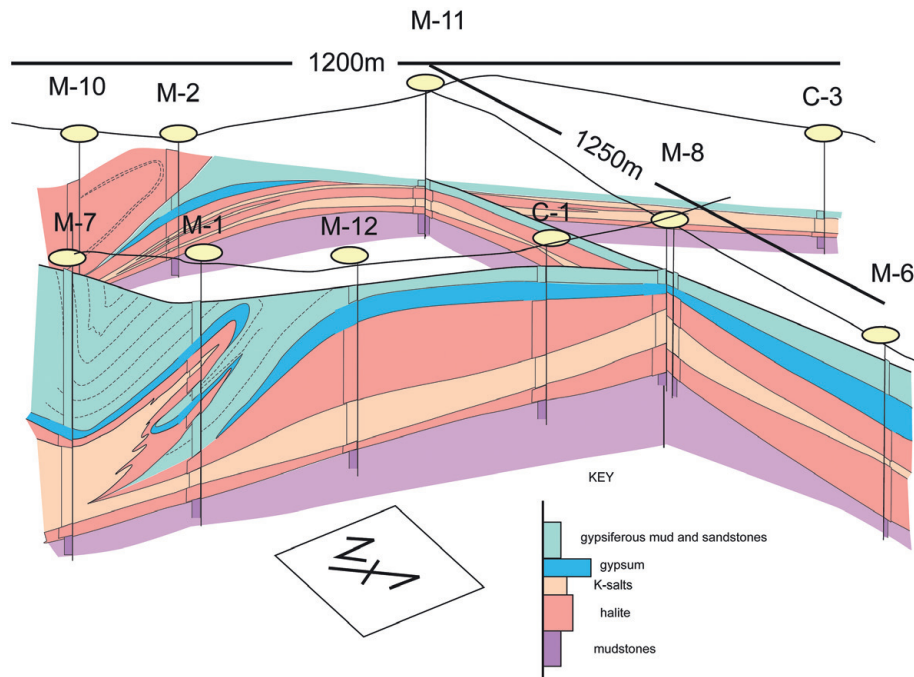 M-11
1200m
M-10
M-2
C-3
1250m
M-8
M-7
M-1
M-12
C-1
M-6
KEY
gypsiferous mud and sandstones
gypsum
K-salts
halite
mudstones
N